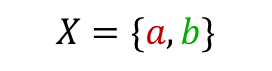 X = {a, b}